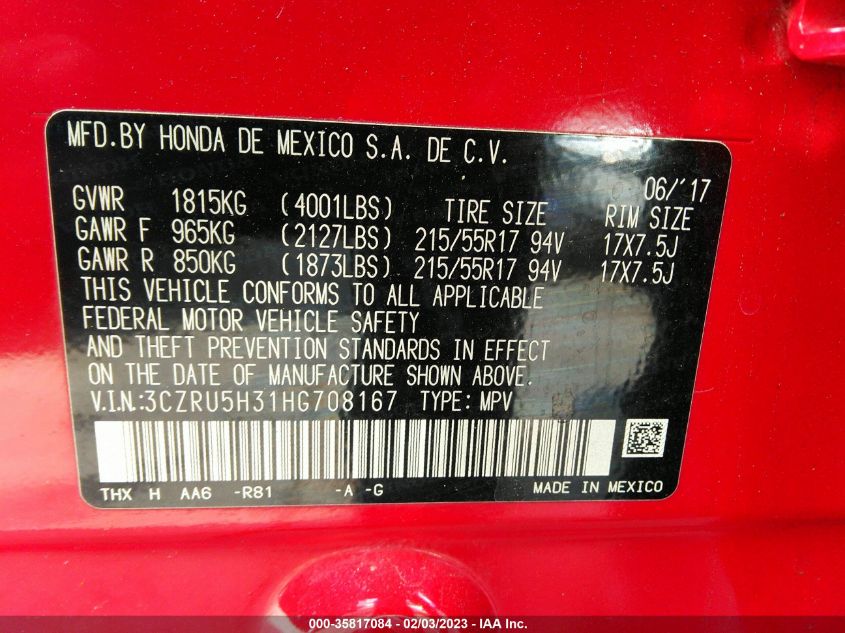 MFD.BY HONDA DE MEXICO S.A. DE C.V.
06/'17
GVWR 1815KG (4001LBS) TIRE SIZE RIM SIZE
GAWR F 965KG (2127LBS) 215/55R17 94V 17X7.5J
GAWR R 850KG (1873LBS) 215/55R17 94V 17X7.5J
THIS VEHICLE CONFORMS TO ALL APPLICABLE
FEDERAL MOTOR VEHICLE SAFETY
AND THEFT PREVENTION STANDARDS IN EFFECT
ON THE DATE OF MANUFACTURE SHOWN ABOVE.
V.I.N.:3CZRU5H31HG708167 TYPE: MPV
THX H AA6 -R81 -A -G MADE IN MEXICO
000-35817084 - 02/03/2023 - IAA Inc.